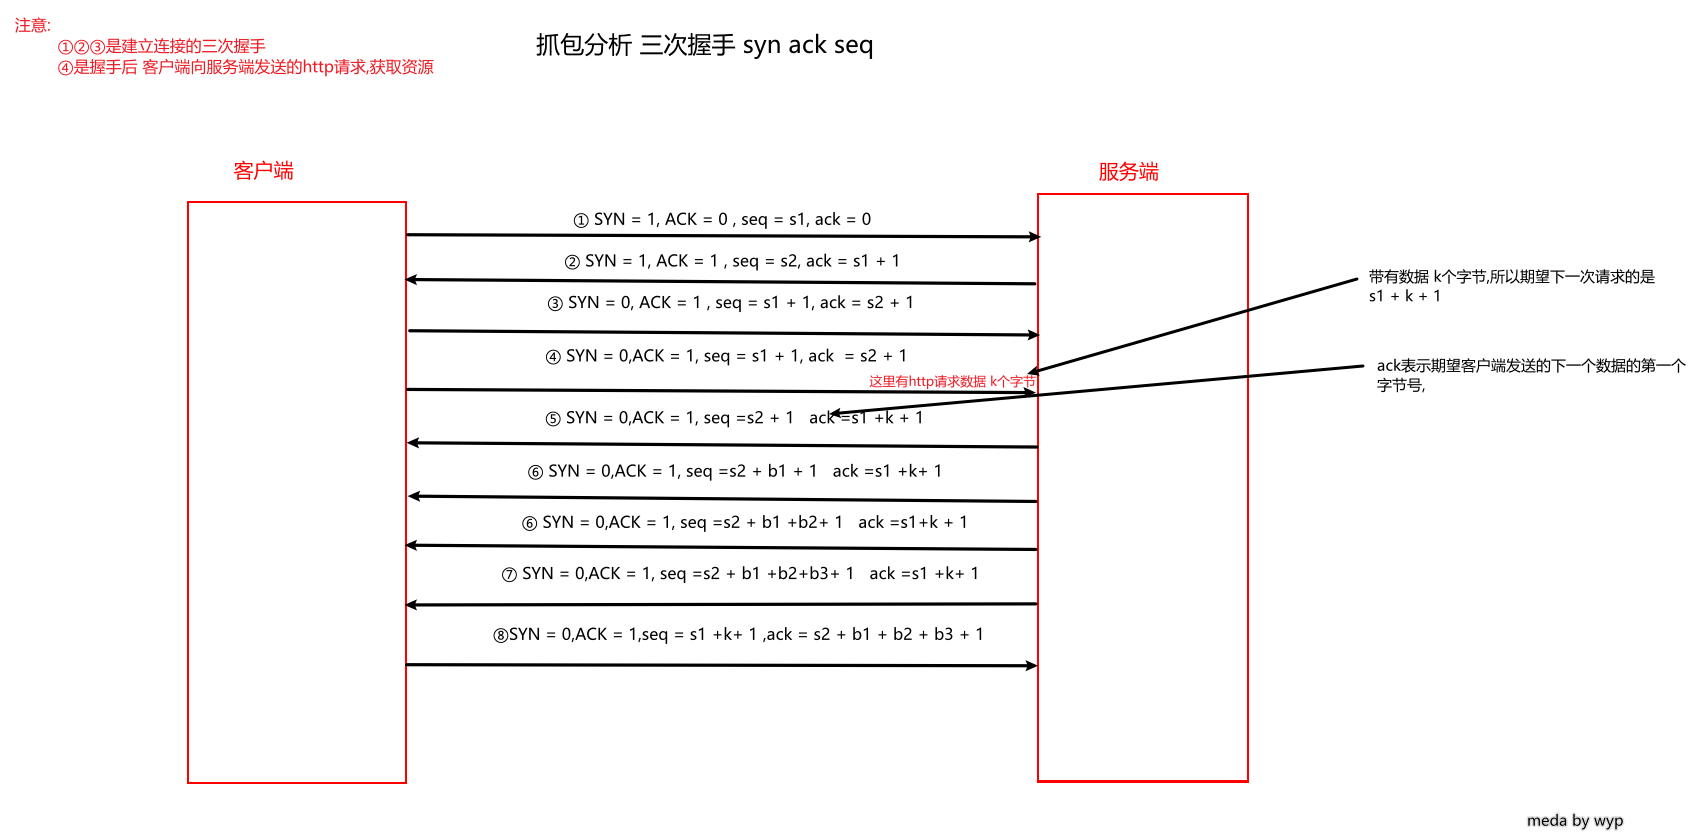 注意:
①②③是建立连接的三次握手
④是握手后 客户端向服务端发送的http请求,获取资源
抓包分析 三次握手 syn ack seq
客户端
服务端
① SYN = 1, ACK = 0 , seq = s1, ack = 0
② SYN = 1, ACK = 1 , seq = s2, ack = s1 + 1
带有数据 k个字节,所以期望下一次请求的是
s1 + k + 1
③ SYN = 0, ACK = 1 , seq = s1 + 1, ack = s2 + 1
④ SYN = 0,ACK = 1, seq = s1 + 1, ack  = s2 + 1
这里有http请求数据 k个字节
ack表示期望客户端发送的下一个数据的第一个
字节号,
⑤ SYN = 0,ACK = 1, seq =s2 + 1   ack =s1 +k + 1
⑥ SYN = 0,ACK = 1, seq =s2 + b1 + 1   ack =s1 +k+ 1
⑥ SYN = 0,ACK = 1, seq =s2 + b1 +b2+ 1   ack =s1+k + 1
⑦ SYN = 0,ACK = 1, seq =s2 + b1 +b2+b3+ 1   ack =s1 +k+ 1
⑧SYN = 0,ACK = 1,seq = s1 +k+ 1 ,ack = s2 + b1 + b2 + b3 + 1
meda by wyp